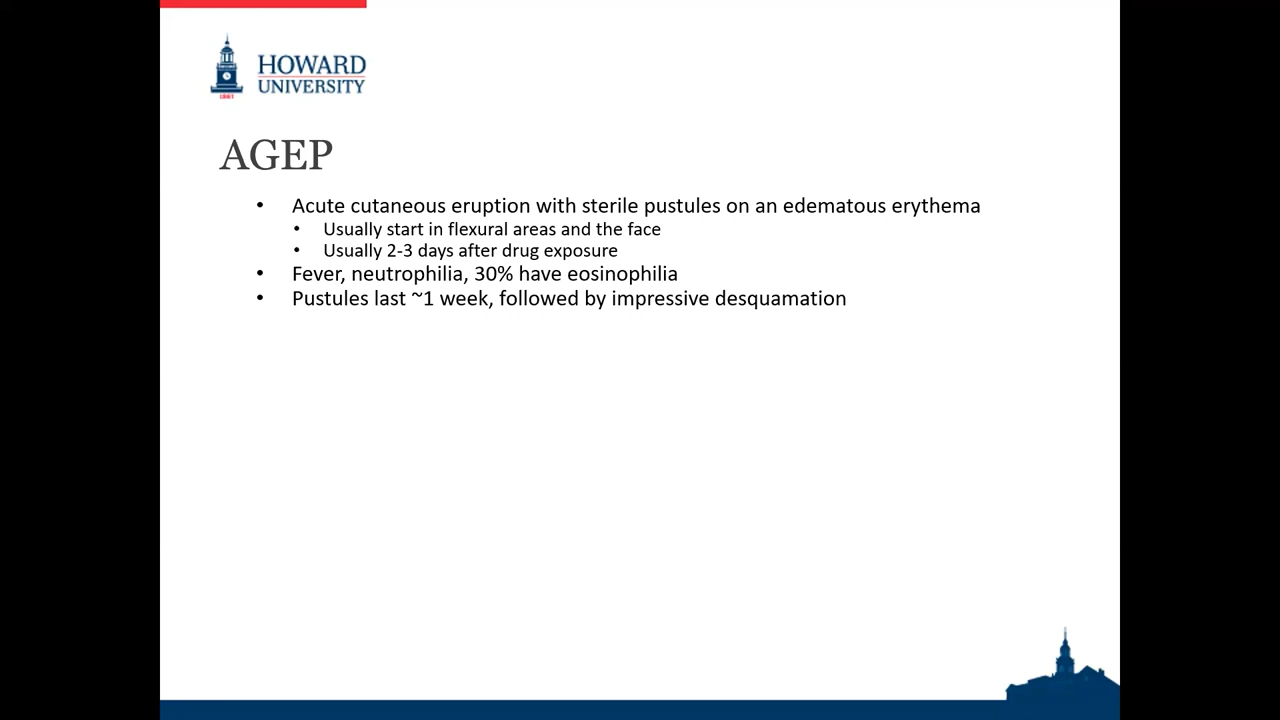 HOWARD
UNIVERSITY
1867
AGEP
• Acute cutaneous eruption with sterile pustules on an edematous erythema
• Usually start in flexural areas and the face
• Usually 2-3 days after drug exposure
• Fever, neutrophilia, 30% have eosinophilia
• Pustules last ~1 week, followed by impressive desquamation